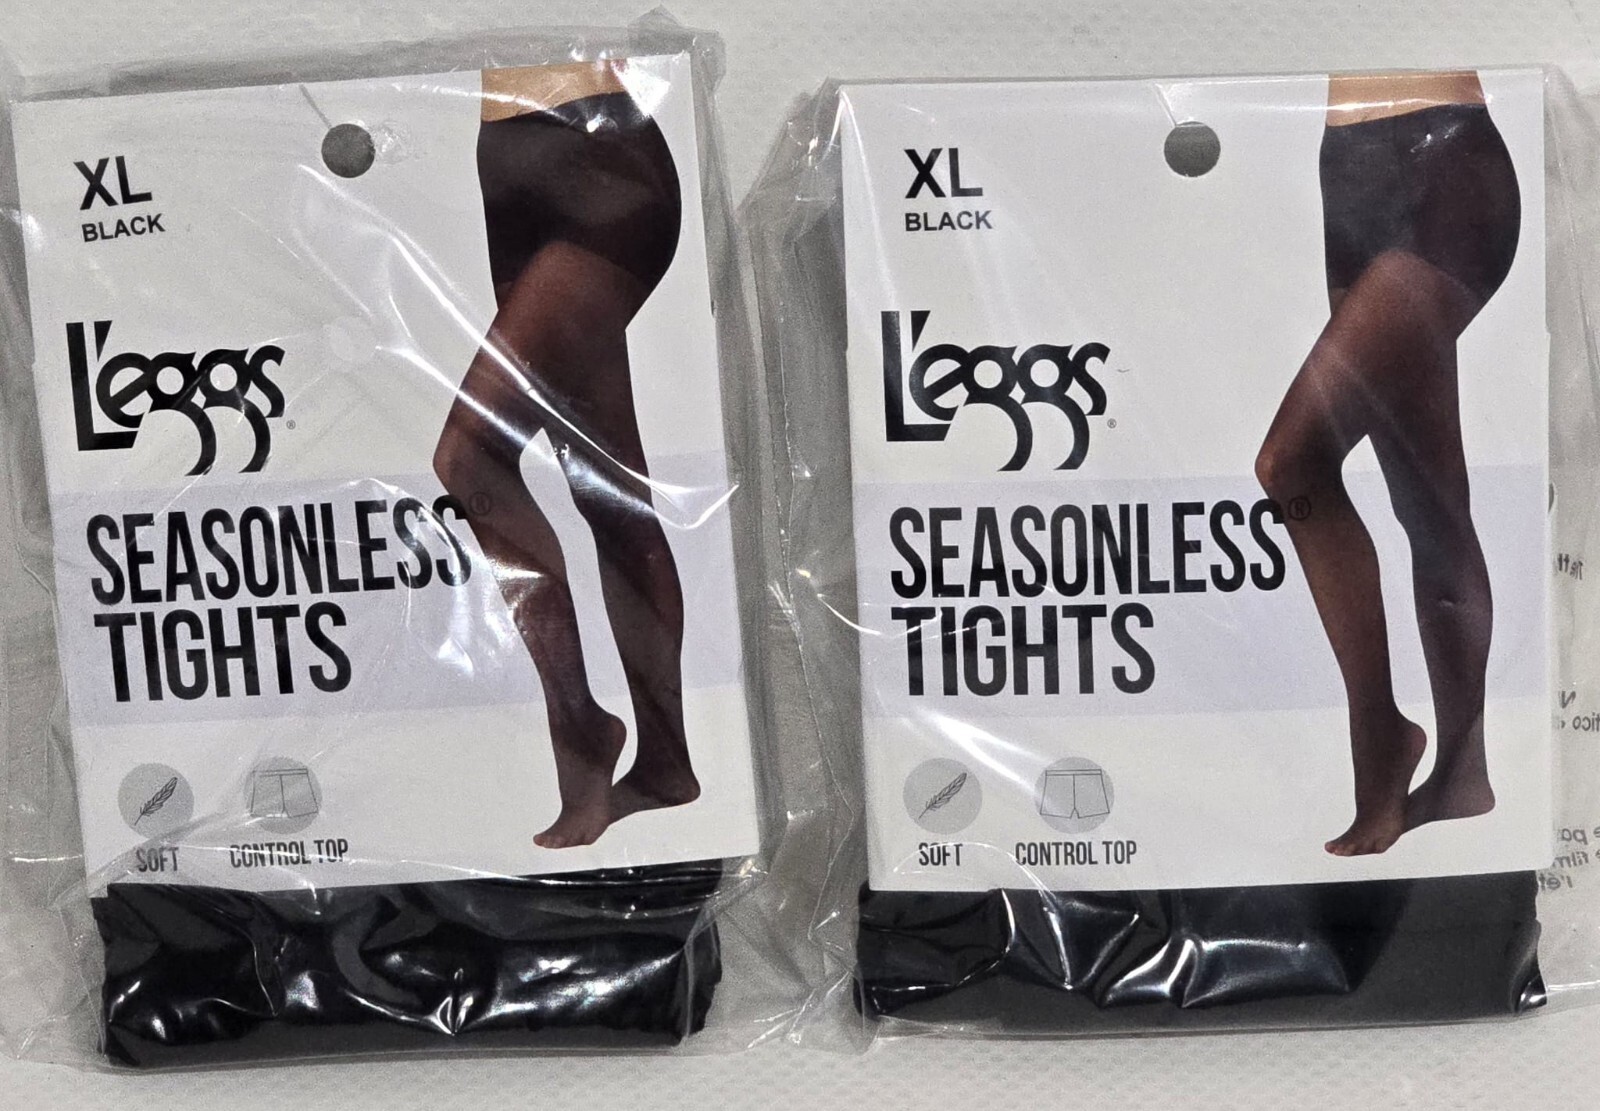 XL
BLACK
L'eggs®
SEASONLESS®
TIGHTS
SOFT
CONTROL TOP
XL
BLACK
L'eggs®
SEASONLESS®
TIGHTS
SOFT
CONTROL TOP